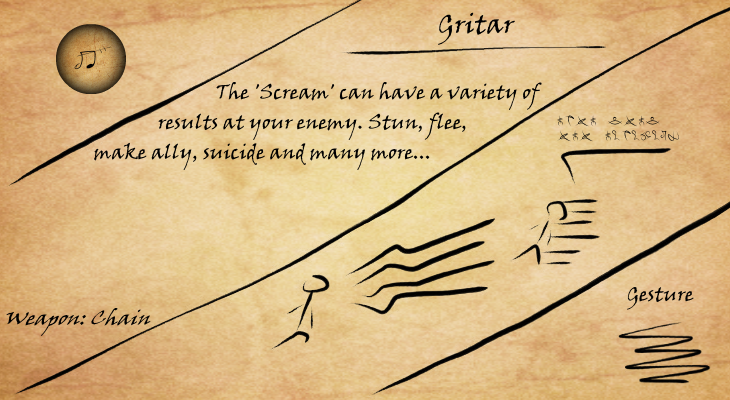 Gritar
The 'Scream' can have a variety of
results at your enemy. Stun, flee,
make ally, suicide and many more...
Weapon: Chain
Gesture